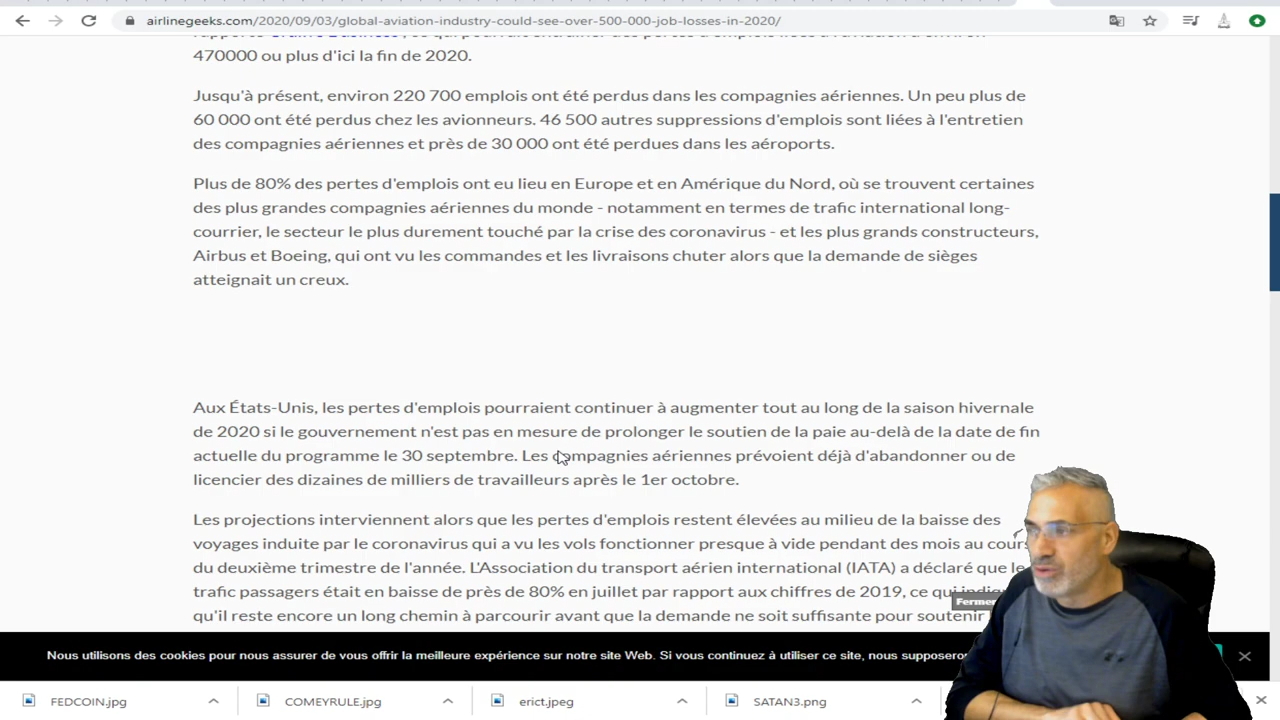 airlinegeeks.com/2020/09/03/global-aviation-industry-could-see-over-500-000-job-losses-in-2020/
470000 ou plus d'ici la fin de 2020.
Jusqu'à présent, environ 220 700 emplois ont été perdus dans les compagnies aériennes. Un peu plus de
60 000 ont été perdus chez les avionneurs. 46 500 autres suppressions d'emplois sont liées à l'entretien
des compagnies aériennes et près de 30 000 ont été perdues dans les aéroports.
Plus de 80% des pertes d'emplois ont eu lieu en Europe et en Amérique du Nord, où se trouvent certaines
des plus grandes compagnies aériennes du monde - notamment en termes de trafic international long-
courrier, le secteur le plus durement touché par la crise des coronavirus - et les plus grands constructeurs,
Airbus et Boeing, qui ont vu les commandes et les livraisons chuter alors que la demande de sièges
atteignait un creux.
Aux États-Unis, les pertes d'emplois pourraient continuer à augmenter tout au long de la saison hivernale
de 2020 si le gouvernement n'est pas en mesure de prolonger le soutien de la paie au-delà de la date de fin
actuelle du programme le 30 septembre. Les compagnies aériennes prévoient déjà d'abandonner ou de
licencier des dizaines de milliers de travailleurs après le 1er octobre.
Les projections interviennent alors que les pertes d'emplois restent élevées au milieu de la baisse des
voyages induite par le coronavirus qui a vu les vols fonctionner presque à vide pendant des mois au cours
du deuxième trimestre de l'année. L'Association du transport aérien international (IATA) a déclaré que le
trafic passagers était en baisse de près de 80% en juillet par rapport aux chiffres de 2019, ce qui
Fermer
qu'il reste encore un long chemin à parcourir avant que la demande ne soit suffisante pour soutenir
Nous utilisons des cookies pour nous assurer de vous offrir la meilleure expérience sur notre site Web. Si vous continuez à utiliser ce site, nous
FEDCOIN.jpg
COMEYRULE.jpg
erict.jpeg
SATAN3.png